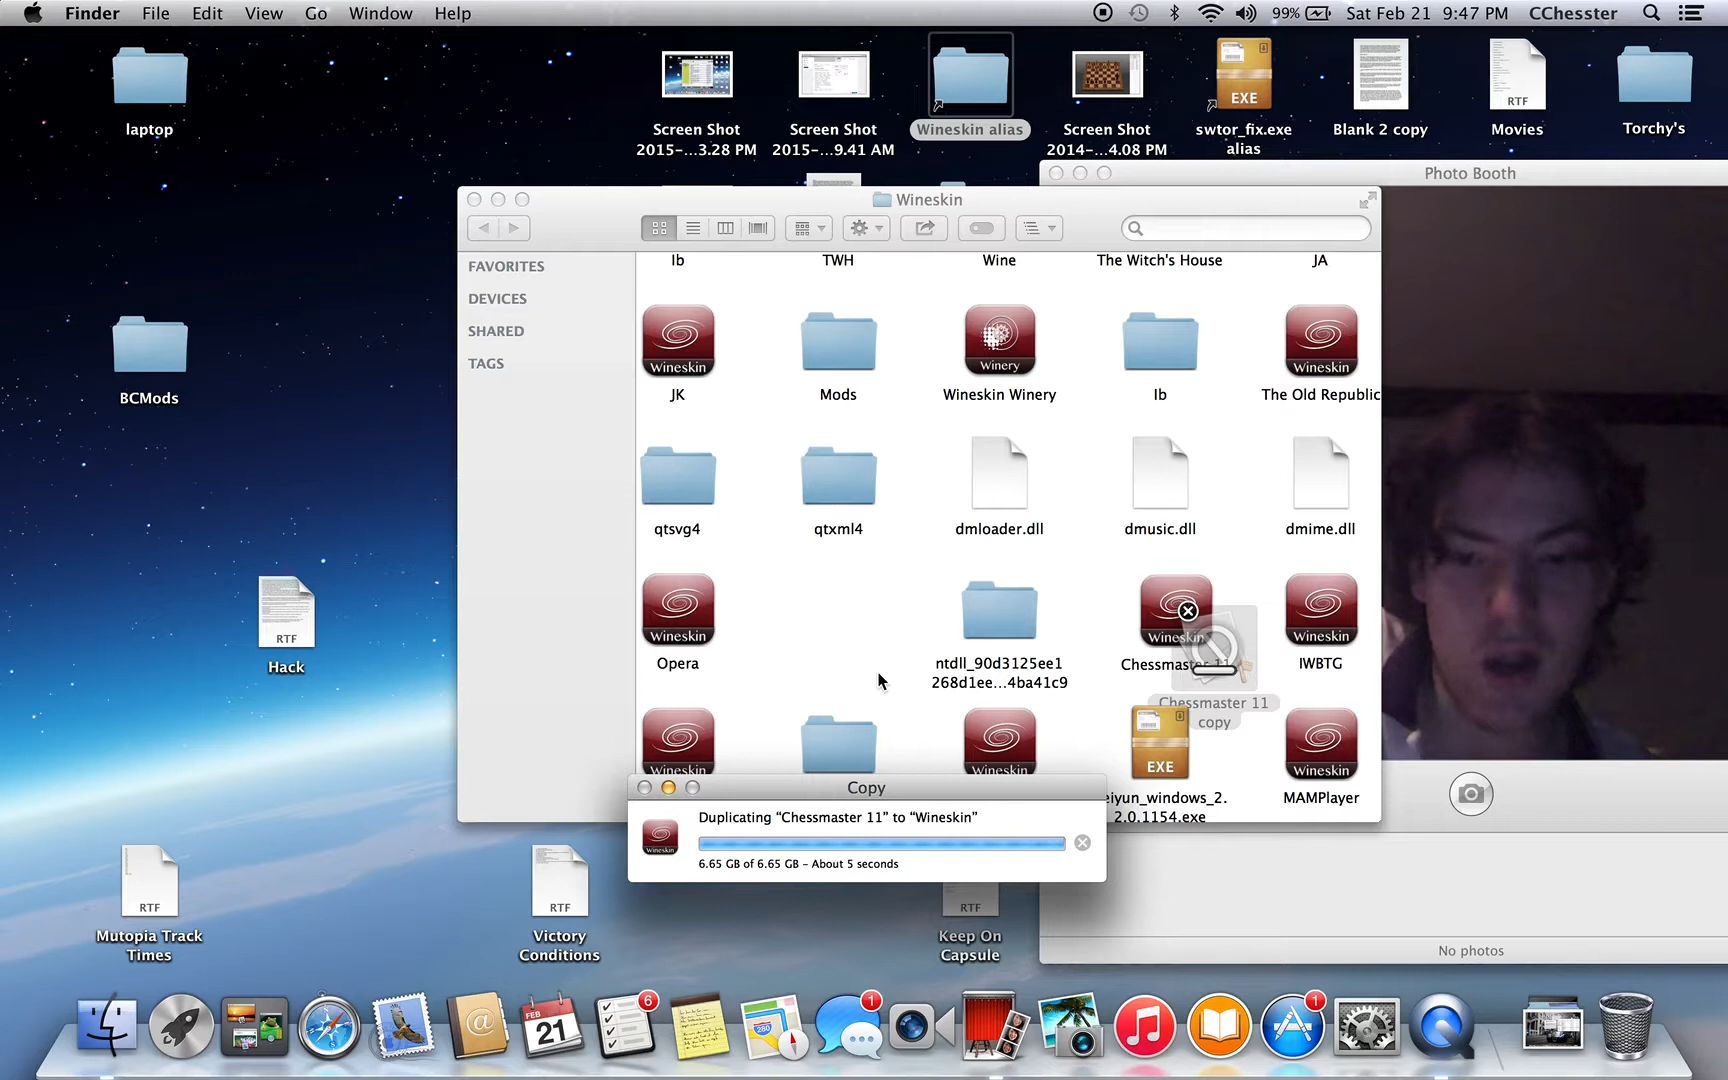 Finder File Edit View Go Window Help
99% Sat Feb 21 9:47 PM CChesster
laptop
Screen Shot
2015-...3.28 PM
Screen Shot
2015-...9.41 AM
Wineskin alias
Screen Shot
2014-...4.08 PM
EXE
swtor_fix.exe
alias
Blank 2 copy
RTF
Movies
Torchy's
Photo Booth
Wineskin
FAVORITES
DEVICES
SHARED
TAGS
Ib
TWH
Wine
The Witch's House
JA
Wineskin
JK
Mods
Winery
Wineskin Winery
Ib
Wineskin
The Old Republic
BCMods
qtsvg4
qtxml4
dmloader.dll
dmusic.dll
dmime.dll
Wineskin
Opera
ntdll_90d3125ee1
268d1ee...4ba41c9
Wineskin
Chessmaster 11
Wineskin
IWBTG
Chessmaster 11
copy
RTF
Hack
Wineskin
Wineskin
EXE
eiyun_windows_2.
2.0.1154.exe
Wineskin
MAMPlayer
Copy
Wineskin
Duplicating “Chessmaster 11” to “Wineskin”
6.65 GB of 6.65 GB – About 5 seconds
RTF
Mutopia Track
Times
RTF
Victory
Conditions
RTF
Keep On
Capsule
No photos
FEB
21
6
280
1
1